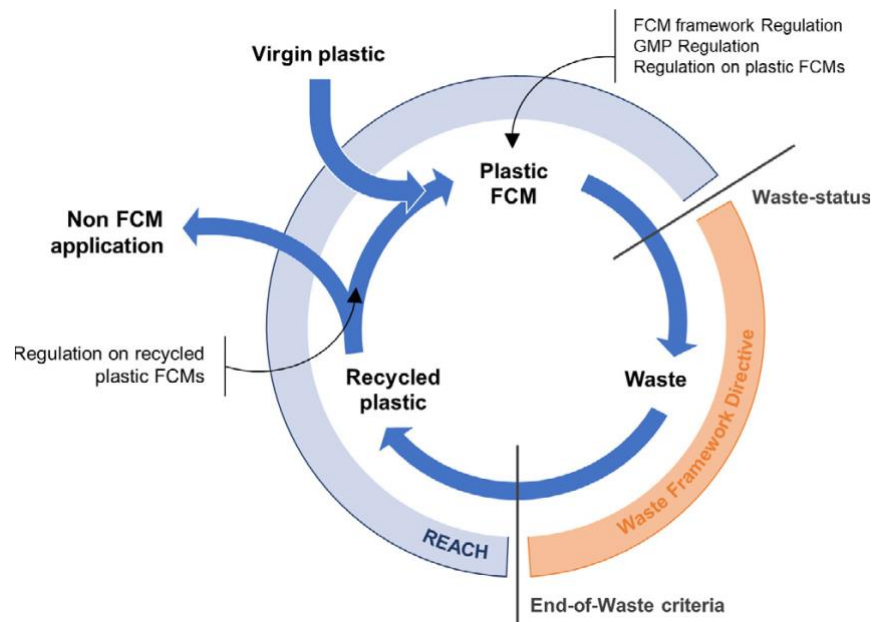 FCM framework Regulation
GMP Regulation
Regulation on plastic FCMs
Virgin plastic
Plastic
FCM
Waste-status
Non FCM
application
Regulation on recycled
plastic FCMs
Recycled
plastic
Waste
Waste Framework Directive
REACH
End-of-Waste criteria